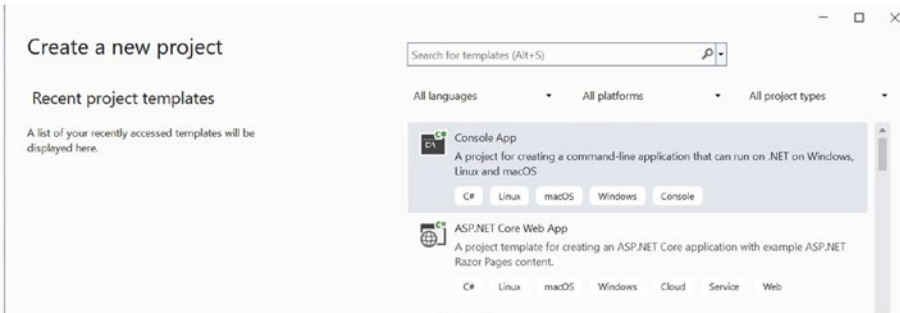 Create a new project
Search for templates (Alt+S)
Recent project templates
All languages
All platforms
All project types
A list of your recently accessed templates will be
displayed here.
C#
C:\
Console App
A project for creating a command-line application that can run on .NET on Windows,
Linux and macOS
C# Linux macOS Windows Console
C#
ASP.NET Core Web App
A project template for creating an ASP.NET Core application with example ASP.NET
Razor Pages content.
C# Linux macOS Windows Cloud Service Web